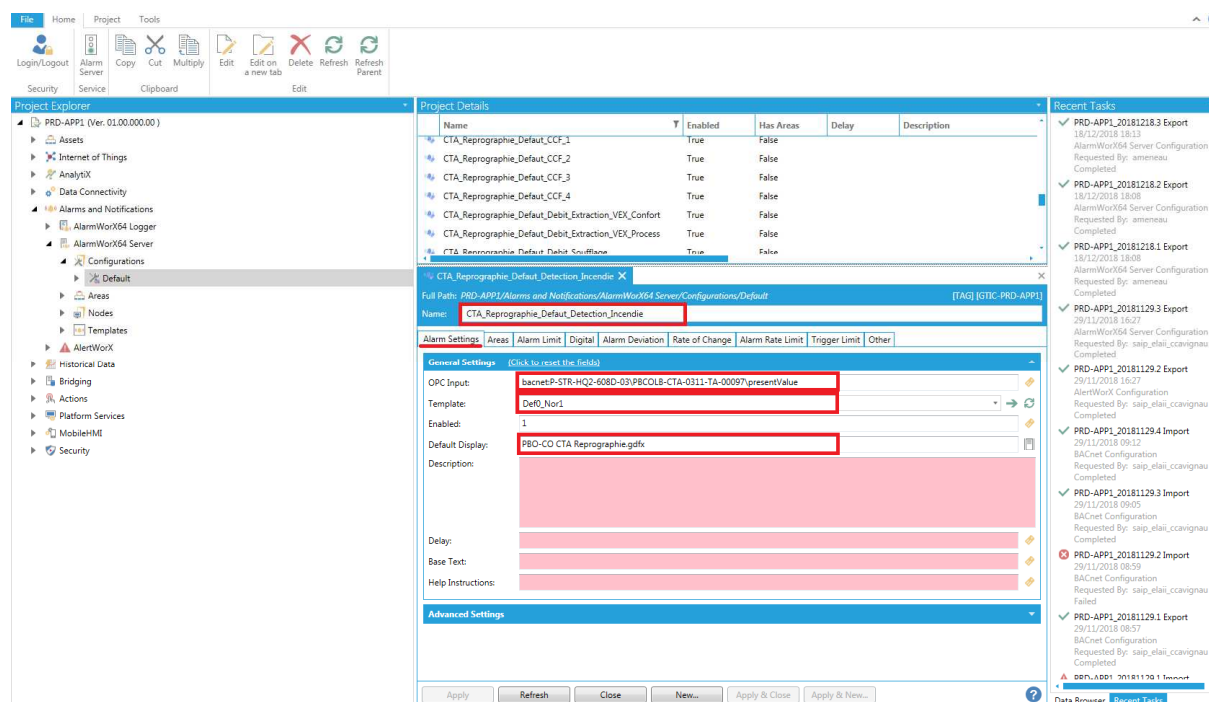 File Home Project Tools
Login/Logout Alarm Server Copy Cut Multiply Edit Edit on a new tab Delete Refresh Refresh Parent
Security Service Clipboard Edit
Project Explorer
PRD-APP1 (Ver. 01.00.000.00 )
Assets
Internet of Things
AnalytiX
Data Connectivity
Alarms and Notifications
AlarmWorX64 Logger
AlarmWorX64 Server
Configurations
Default
Areas
Nodes
Templates
AlertWorX
Historical Data
Bridging
Actions
Platform Services
MobileHMI
Security
Project Details
Name Enabled Has Areas Delay Description
CTA_Reprographie_Defaut_CCF_1 True False
CTA_Reprographie_Defaut_CCF_2 True False
CTA_Reprographie_Defaut_CCF_3 True False
CTA_Reprographie_Defaut_CCF_4 True False
CTA_Reprographie_Defaut_Debit_Extraction_VEX_Confort True False
CTA_Reprographie_Defaut_Debit_Extraction_VEX_Process True False
CTA_Reprographie_Defaut_Debit_Soufflage True False
CTA_Reprographie_Defaut_Detection_Incendie
Full Path: PRD-APP1/Alarms and Notifications/AlarmWorX64 Server/Configurations/Default [TAG] [GTIC-PRD-APP1]
Name: CTA_Reprographie_Defaut_Detection_Incendie
Alarm Settings Areas Alarm Limit Digital Alarm Deviation Rate of Change Alarm Rate Limit Trigger Limit Other
General Settings (Click to reset the fields)
OPC Input: bacnet:P-STR-HQ2-608D-03\PBCOLB-CTA-0311-TA-00097\presentValue
Template: Def0_Nor1
Enabled: 1
Default Display: PBO-CO CTA Reprographie.gdfx
Description:
Delay:
Base Text:
Help Instructions:
Advanced Settings
Apply Refresh Close New... Apply & Close Apply & New...
Recent Tasks
PRD-APP1_20181218.3 Export
18/12/2018 18:13
AlarmWorX64 Server Configuration
Requested By: ameneau
Completed
PRD-APP1_20181218.2 Export
18/12/2018 18:08
AlarmWorX64 Server Configuration
Requested By: ameneau
Completed
PRD-APP1_20181218.1 Export
18/12/2018 18:08
AlarmWorX64 Server Configuration
Requested By: ameneau
Completed
PRD-APP1_20181129.3 Export
29/11/2018 16:27
AlarmWorX64 Server Configuration
Requested By: saip_elaii_ccavignau
Completed
PRD-APP1_20181129.2 Export
29/11/2018 16:27
AlertWorX Configuration
Requested By: saip_elaii_ccavignau
Completed
PRD-APP1_20181129.4 Import
29/11/2018 09:12
BACnet Configuration
Requested By: saip_elaii_ccavignau
Completed
PRD-APP1_20181129.3 Import
29/11/2018 09:05
BACnet Configuration
Requested By: saip_elaii_ccavignau
Completed
PRD-APP1_20181129.2 Import
29/11/2018 08:59
BACnet Configuration
Requested By: saip_elaii_ccavignau
Failed
PRD-APP1_20181129.1 Export
29/11/2018 08:57
BACnet Configuration
Requested By: saip_elaii_ccavignau
Completed
PRD-APP1_20181129.1 Import
Data Browser Recent Tasks